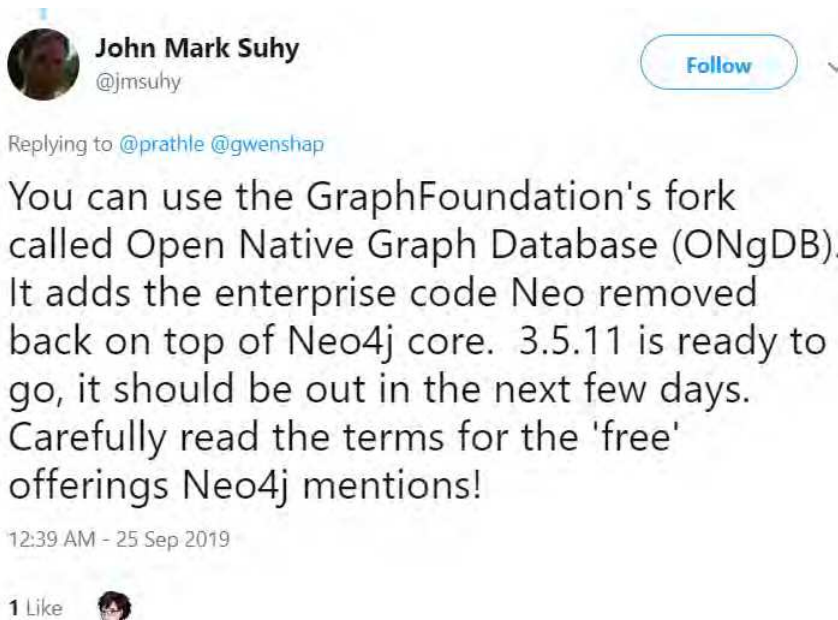 John Mark Suhy
@jmsuhy
Follow
Replying to @prathle @gwenshap
You can use the GraphFoundation's fork
called Open Native Graph Database (ONgDB).
It adds the enterprise code Neo removed
back on top of Neo4j core.  3.5.11 is ready to
go, it should be out in the next few days.
Carefully read the terms for the 'free'
offerings Neo4j mentions!
12:39 AM - 25 Sep 2019
1 Like